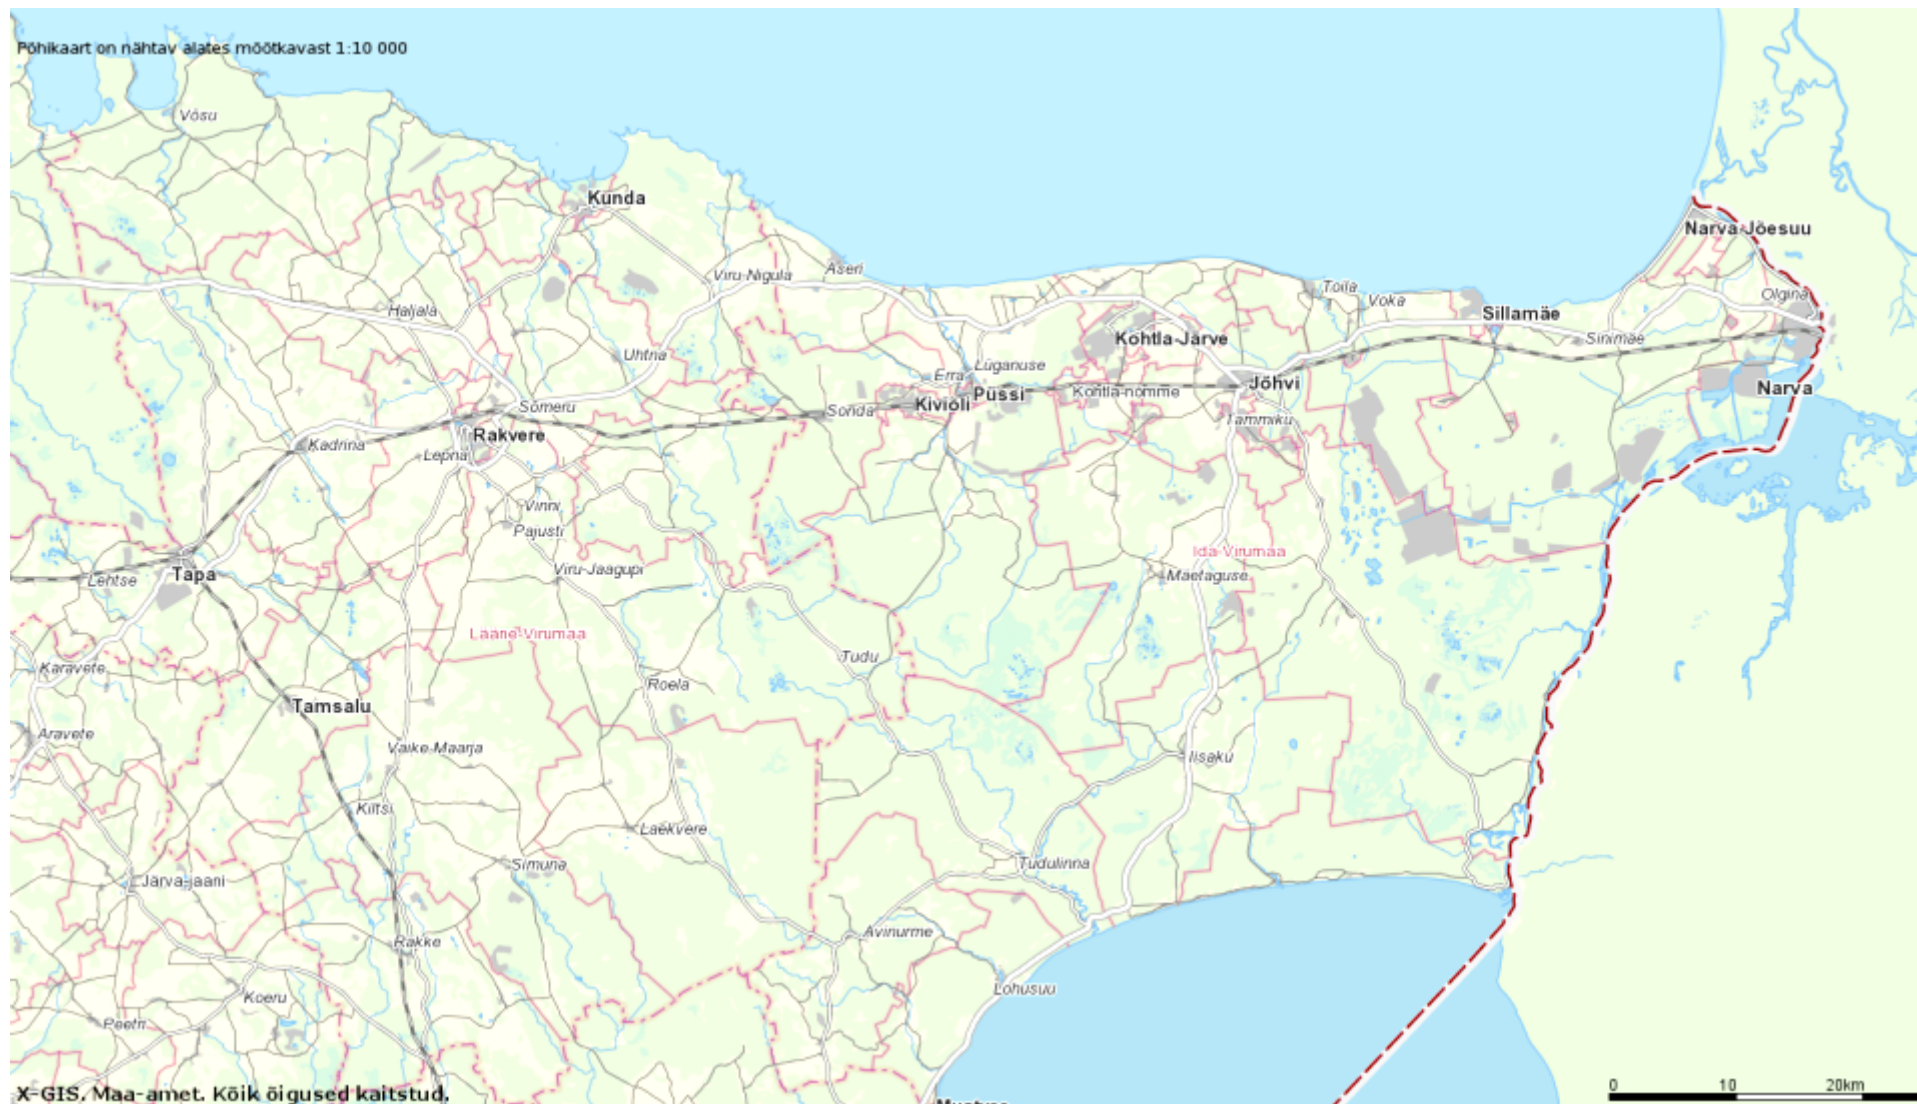 Põhikaart on nähtav alates mõõtkavast 1:10 000
Võsu
Kunda
Narva-Jõesuu
Viru-Nigula
Aseri
Toila
Voka
Olgina
Haljala
Sillamäe
Sinimäe
Kohtla-Järve
Uhtna
Lüganuse
Erra
Jõhvi
Püssi
Kohtla-nõmme
Narva
Kiviõli
Sonda
Sõmeru
Tammiku
Rakvere
Kadrina
Lepna
Vinni
Pajusti
Ida-Virumaa
Mäetaguse
Viru-Jaagupi
Tapa
Lehtse
Lääne-Virumaa
Tudu
Karavete
Roela
Tamsalu
Aravete
Väike-Maarja
Iisaku
Kiltsi
Laekvere
Simuna
Tudulinna
Järva-jaani
Avinurme
Rakke
Lohusuu
Koeru
Peetri
0 10 20km
X-GIS. Maa-amet. Kõik õigused kaitstud.